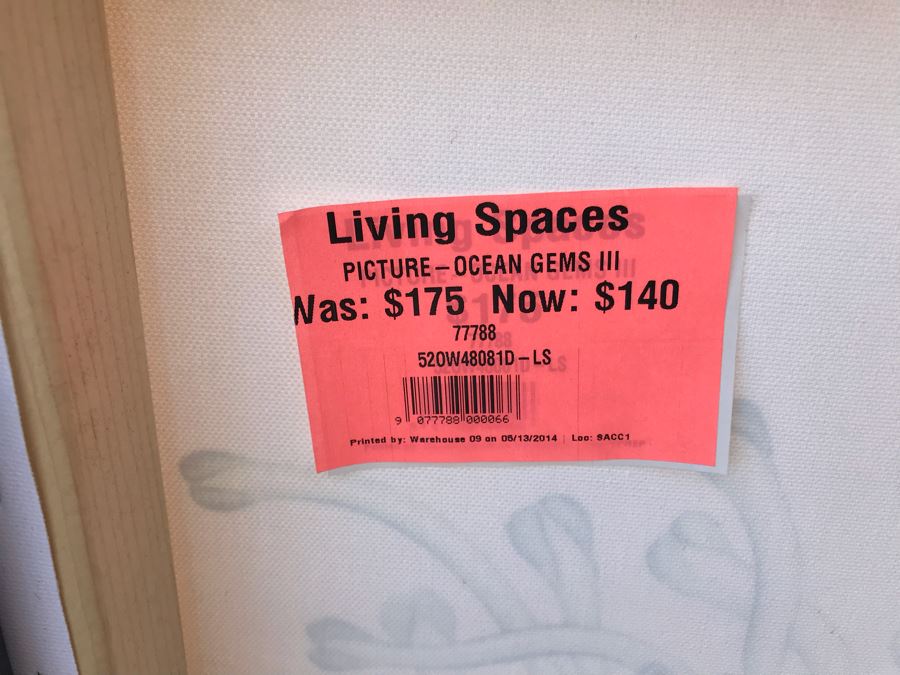 Living Spaces
PICTURE - OCEAN GEMS III
Was: $175 Now: $140
77788
520W48081D - LS
9 077788 000066
Printed by: Warehouse 09 on 05/13/2014 | Loc: SACC1